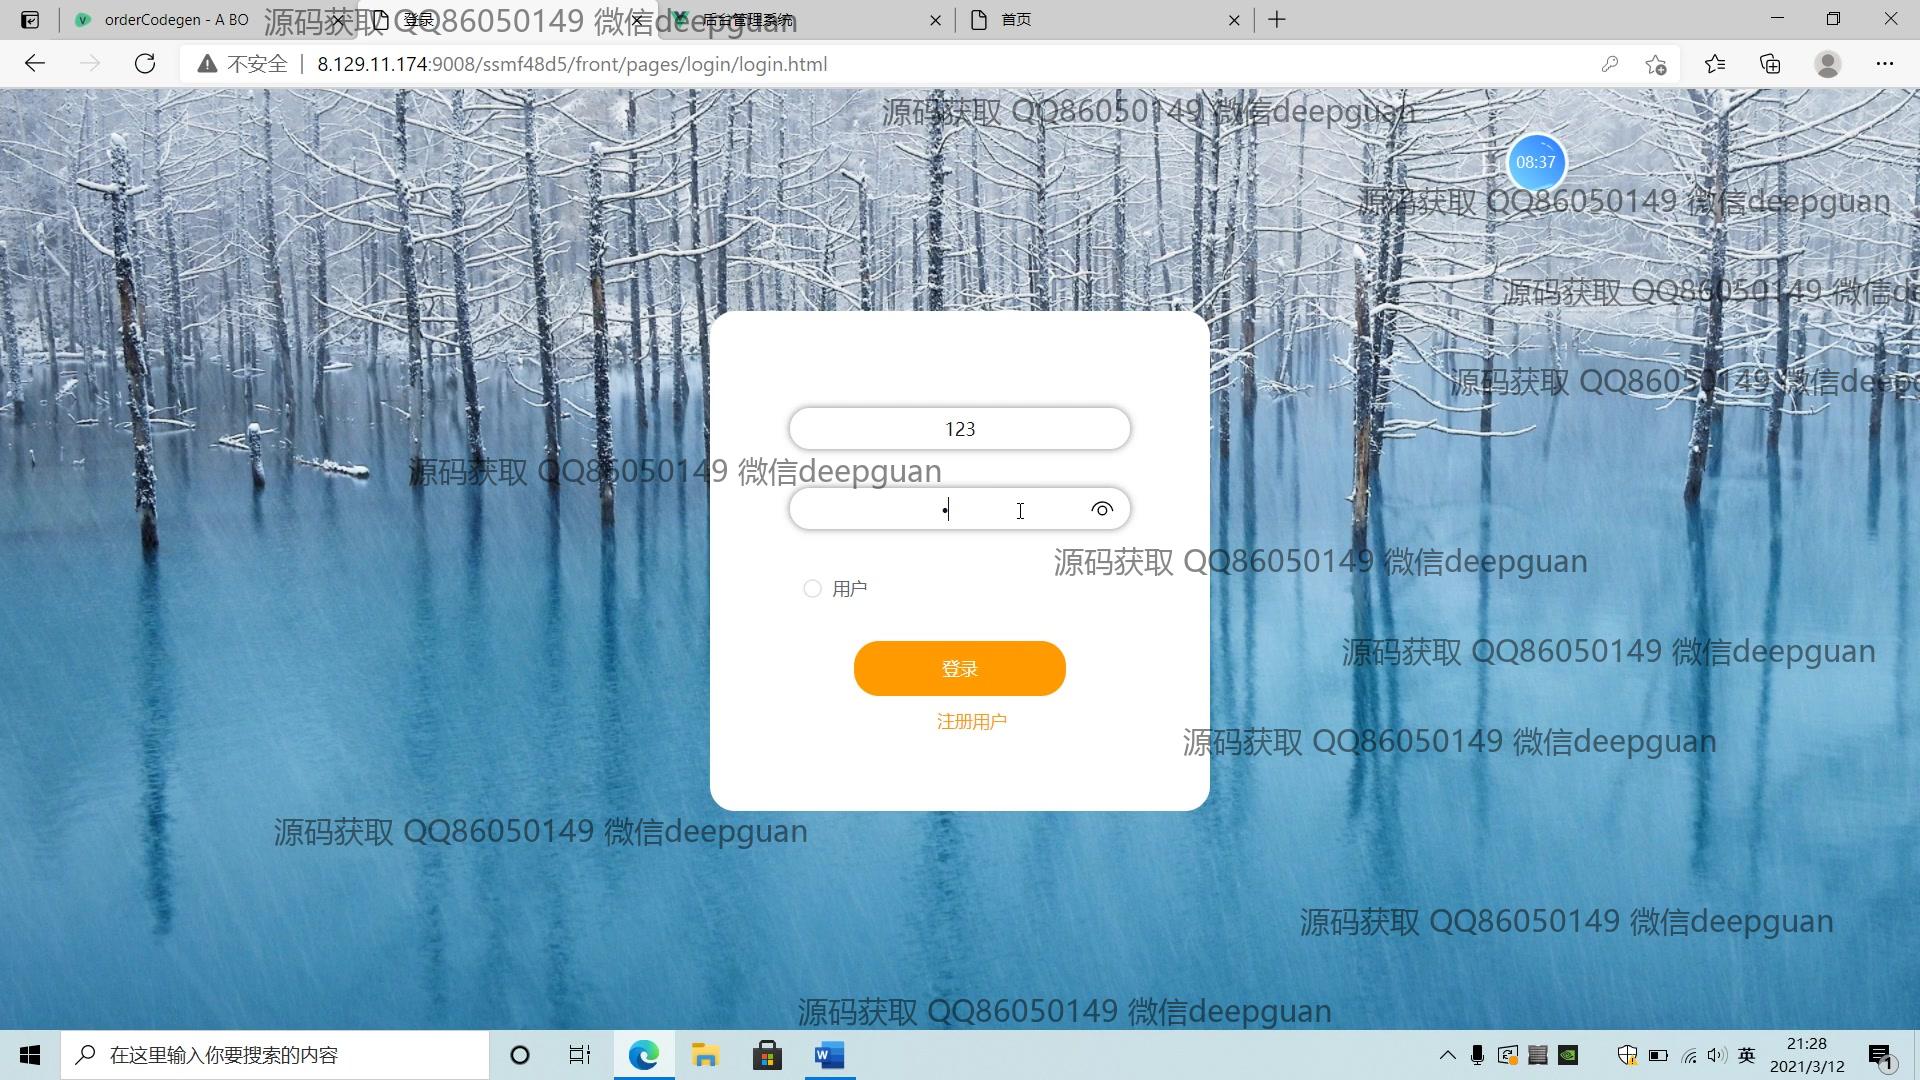 orderCodegen - A BO
登录
后台管理系统
首页
源码获取 QQ86050149 微信deepguan
不安全
8.129.11.174:9008/ssmf48d5/front/pages/login/login.html
源码获取 QQ86050149 微信deepguan
08:37
源码获取 QQ86050149 微信deepguan
源码获取 QQ86050149 微信de
源码获取 QQ86050149 微信deep
123
源码获取 QQ86050149 微信deepguan
源码获取 QQ86050149 微信deepguan
用户
源码获取 QQ86050149 微信deepguan
登录
注册用户
源码获取 QQ86050149 微信deepguan
源码获取 QQ86050149 微信deepguan
源码获取 QQ86050149 微信deepguan
源码获取 QQ86050149 微信deepguan
在这里输入你要搜索的内容
英
21:28
2021/3/12
1